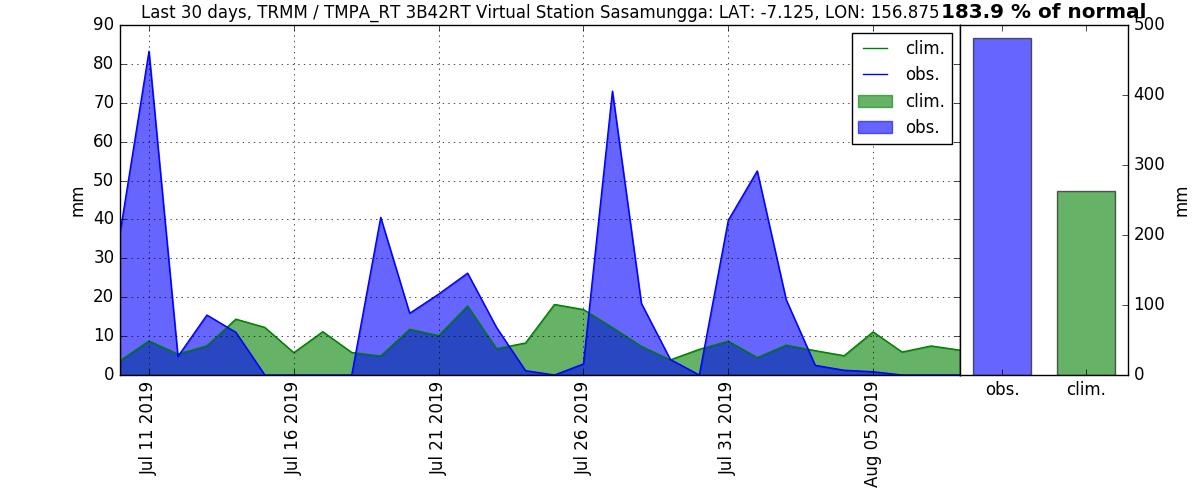 Last 30 days, TRMM / TMPA_RT 3B42RT Virtual Station Sasamungga: LAT: -7.125, LON: 156.875
183.9 % of normal
90
80
70
60
50
40
30
20
10
0
mm
clim.
obs.
clim.
obs.
Jul 11 2019
Jul 16 2019
Jul 21 2019
Jul 26 2019
Jul 31 2019
Aug 05 2019
500
400
300
200
100
0
mm
obs.
clim.